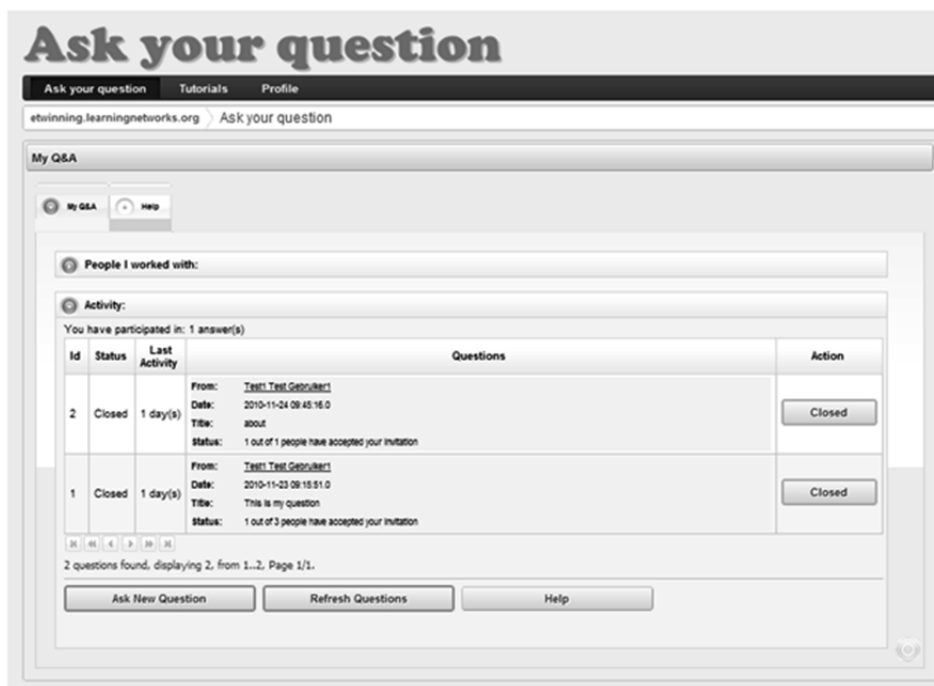 Ask your question
Ask your question Tutorials Profile
etwinning.learningnetworks.org Ask your question
My Q&A
My Q&A Help
People I worked with:
Activity:
You have participated in: 1 answer(s)
Id Status Last Activity Questions Action
2 Closed 1 day(s)
From: Test1 Test Gebruiker1
Date: 2010-11-24 09:45:16.0
Title: about
Status: 1 out of 1 people have accepted your invitation
Closed
1 Closed 1 day(s)
From: Test1 Test Gebruiker1
Date: 2010-11-23 09:15:51.0
Title: This is my question
Status: 1 out of 3 people have accepted your invitation
Closed
2 questions found, displaying 2, from 1..2, Page 1/1.
Ask New Question Refresh Questions Help